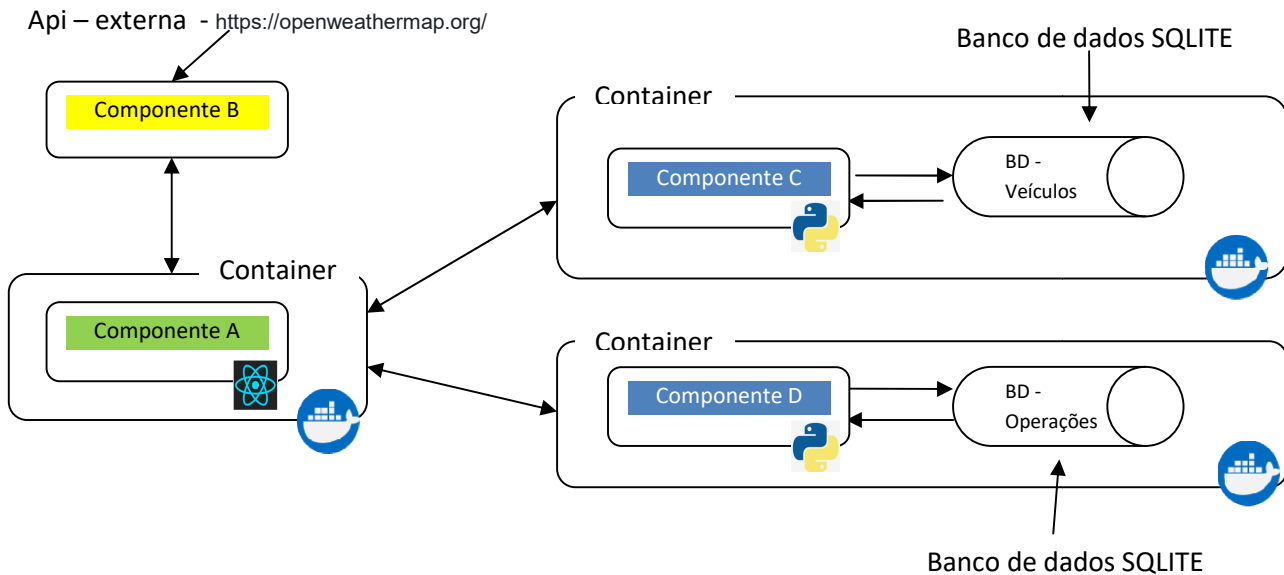 Api – externa - https://openweathermap.org/
Banco de dados SQLITE
Componente B
Container
Componente C
BD -
Veículos
Container
Componente A
Container
Componente D
BD -
Operações
Banco de dados SQLITE